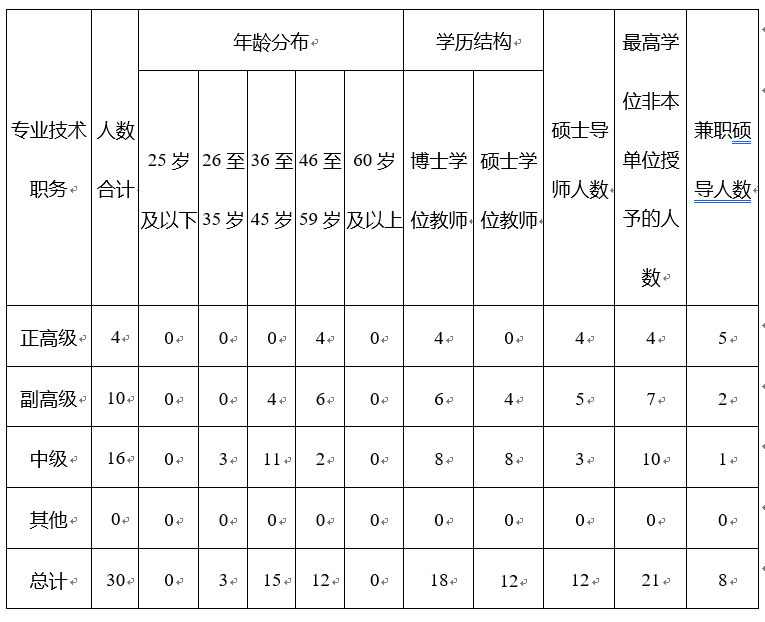 专业技术职务 人数合计 年龄分布 学历结构 硕士导师人数 最高学位非本单位授予的人数 兼职硕导人数
25岁及以下 26至35岁 36至45岁 46至59岁 60岁及以上 博士学位教师 硕士学位教师
正高级 4 0 0 0 4 0 4 0 4 4 5
副高级 10 0 0 4 6 0 6 4 5 7 2
中级 16 0 3 11 2 0 8 8 3 10 1
其他 0 0 0 0 0 0 0 0 0 0 0
总计 30 0 3 15 12 0 18 12 12 21 8